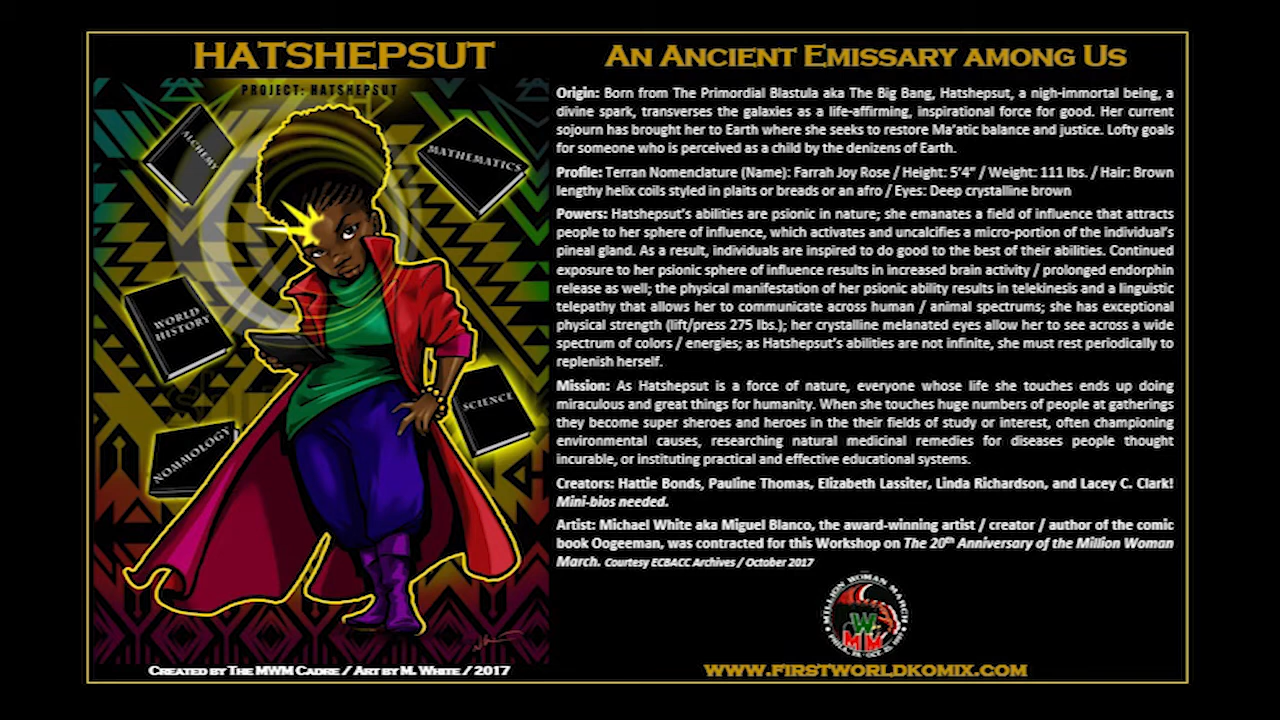 HATSHEPSUT
PROJECT: HATSHEPSUT
ALCHEMY
MATHEMATICS
WORLD
HISTORY
SCIENCE
NOMMOLOGY
CREATED BY THE MWM CADRE / ART BY M. WHITE / 2017
AN ANCIENT EMISSARY AMONG US
Origin: Born from The Primordial Blastula aka The Big Bang, Hatshepsut, a nigh-immortal being, a
divine spark, transverses the galaxies as a life-affirming, inspirational force for good. Her current
sojourn has brought her to Earth where she seeks to restore Ma’atic balance and justice. Lofty goals
for someone who is perceived as a child by the denizens of Earth.
Profile: Terran Nomenclature (Name): Farrah Joy Rose / Height: 5’4” / Weight: 111 lbs. / Hair: Brown
lengthy helix coils styled in plaits or breads or an afro / Eyes: Deep crystalline brown
Powers: Hatshepsut’s abilities are psionic in nature; she emanates a field of influence that attracts
people to her sphere of influence, which activates and uncalcifies a micro-portion of the individual’s
pineal gland. As a result, individuals are inspired to do good to the best of their abilities. Continued
exposure to her psionic sphere of influence results in increased brain activity / prolonged endorphin
release as well; the physical manifestation of her psionic ability results in telekinesis and a linguistic
telepathy that allows her to communicate across human / animal spectrums; she has exceptional
physical strength (lift/press 275 lbs.); her crystalline melanated eyes allow her to see across a wide
spectrum of colors / energies; as Hatshepsut’s abilities are not infinite, she must rest periodically to
replenish herself.
Mission: As Hatshepsut is a force of nature, everyone whose life she touches ends up doing
miraculous and great things for humanity. When she touches huge numbers of people at gatherings
they become super sheroes and heroes in the their fields of study or interest, often championing
environmental causes, researching natural medicinal remedies for diseases people thought
incurable, or instituting practical and effective educational systems.
Creators: Hattie Bonds, Pauline Thomas, Elizabeth Lassiter, Linda Richardson, and Lacey C. Clark!
Mini-bios needed.
Artist: Michael White aka Miguel Blanco, the award-winning artist / creator / author of the comic
book Oogeeman, was contracted for this Workshop on The 20th Anniversary of the Million Woman
March. Courtesy ECBACC Archives / October 2017
MILLION WOMAN MARCH
W
MM
WWW.FIRSTWORLDKOMIX.COM